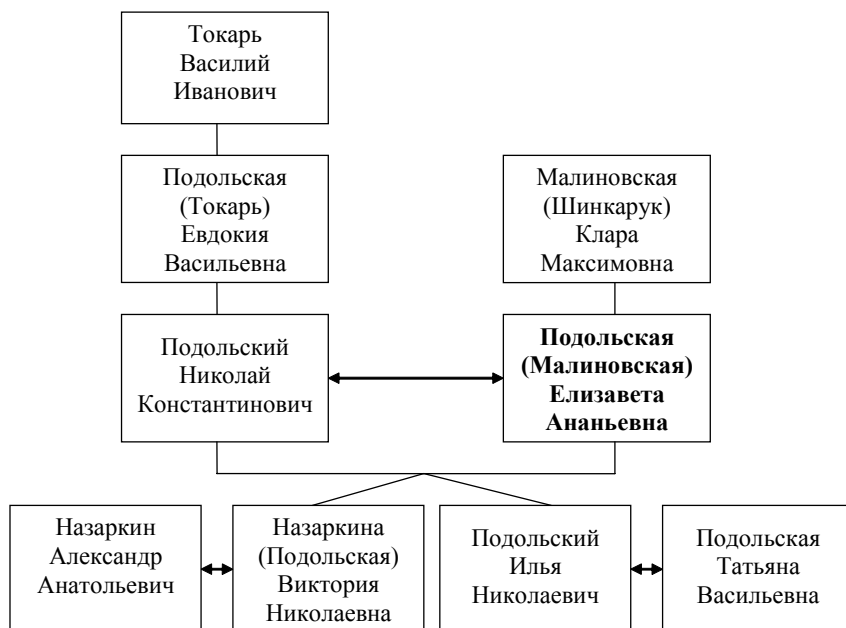 Токарь
Василий
Иванович
Подольская
(Токарь)
Евдокия
Васильевна
Малиновская
(Шинкарук)
Клара
Максимовна
Подольский
Николай
Константинович
Подольская
(Малиновская)
Елизавета
Ананьевна
Назаркин
Александр
Анатольевич
Назаркина
(Подольская)
Виктория
Николаевна
Подольский
Илья
Николаевич
Подольская
Татьяна
Васильевна